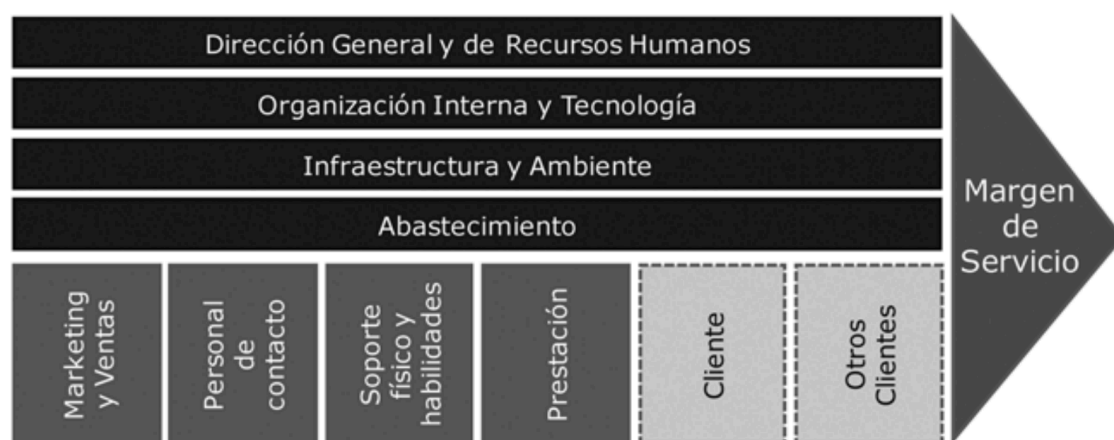 Dirección General y de Recursos Humanos
Organización Interna y Tecnología
Infraestructura y Ambiente
Abastecimiento
Marketing
y Ventas
Personal
de
contacto
Soporte
físico y
habilidades
Prestación
Cliente
Otros
Clientes
Margen
de
Servicio